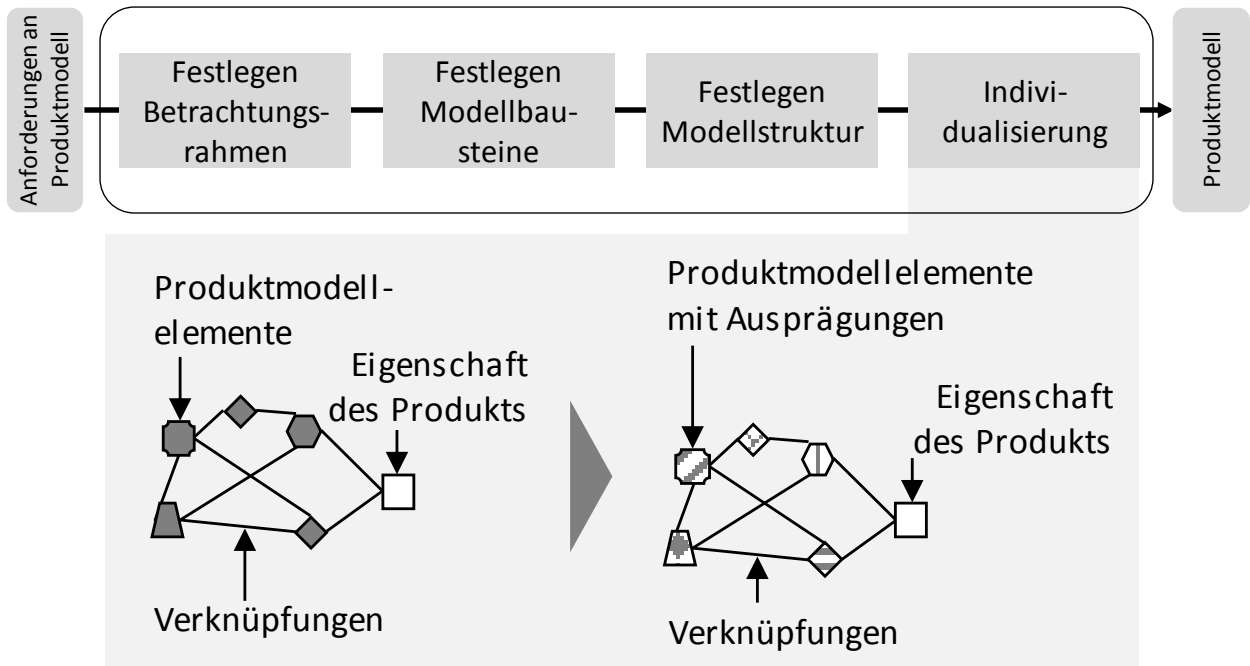 Anforderungen an
Produktmodell
Festlegen
Betrachtungs-
rahmen
Festlegen
Modellbau-
steine
Festlegen
Modellstruktur
Indivi-
dualisierung
Produktmodell
Produktmodell-
elemente
Eigenschaft
des Produkts
Verknüpfungen
Produktmodellelemente
mit Ausprägungen
Eigenschaft
des Produkts
Verknüpfungen